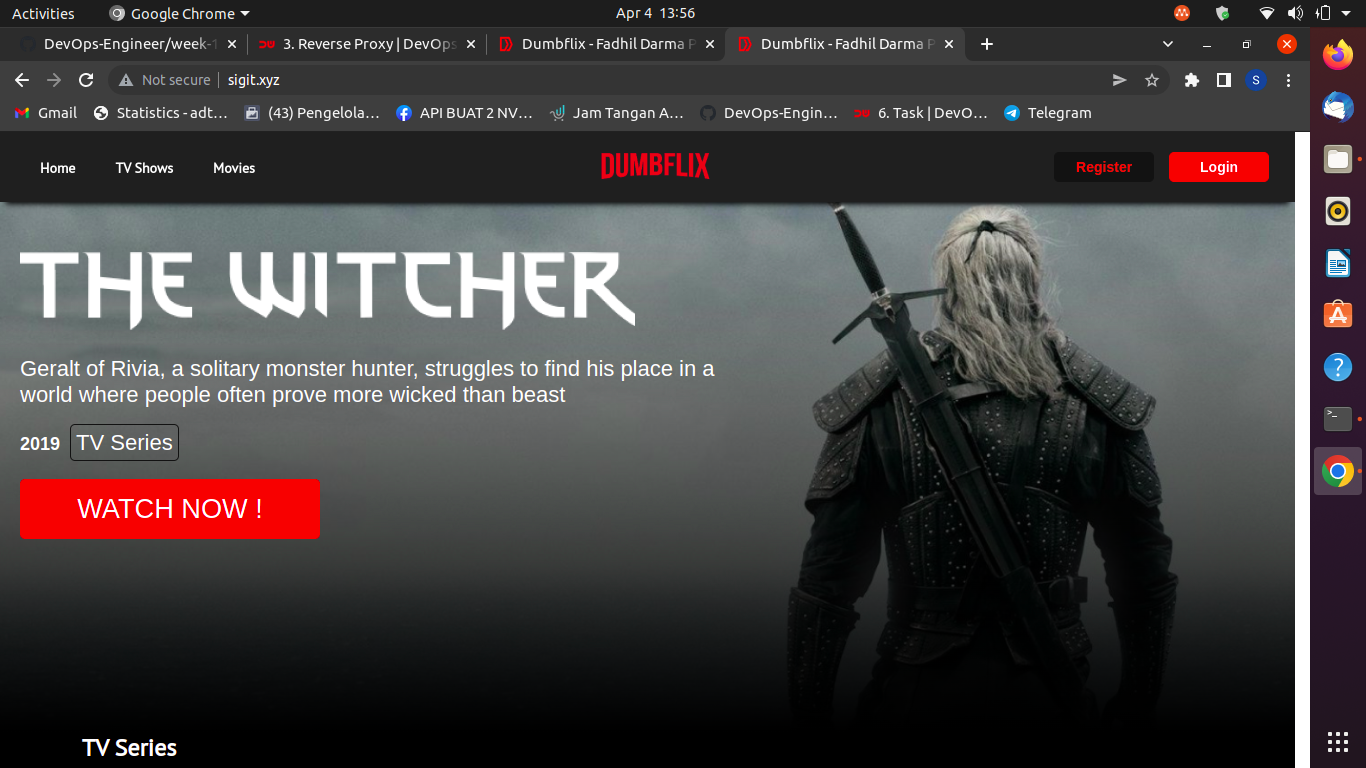 Activities
Google Chrome
Apr 4 13:56
DevOps-Engineer/week-1
3. Reverse Proxy | DevOps
Dumbflix - Fadhil Darma P
Dumbflix - Fadhil Darma P
Not secure
sigit.xyz
S
Gmail
Statistics - adt…
(43) Pengelola…
API BUAT 2 NV…
Jam Tangan A…
DevOps-Engin…
6. Task | DevO…
Telegram
Home
TV Shows
Movies
DUMBFLIX
Register
Login
THE WITCHER
Geralt of Rivia, a solitary monster hunter, struggles to find his place in a
world where people often prove more wicked than beast
2019 TV Series
WATCH NOW !
TV Series